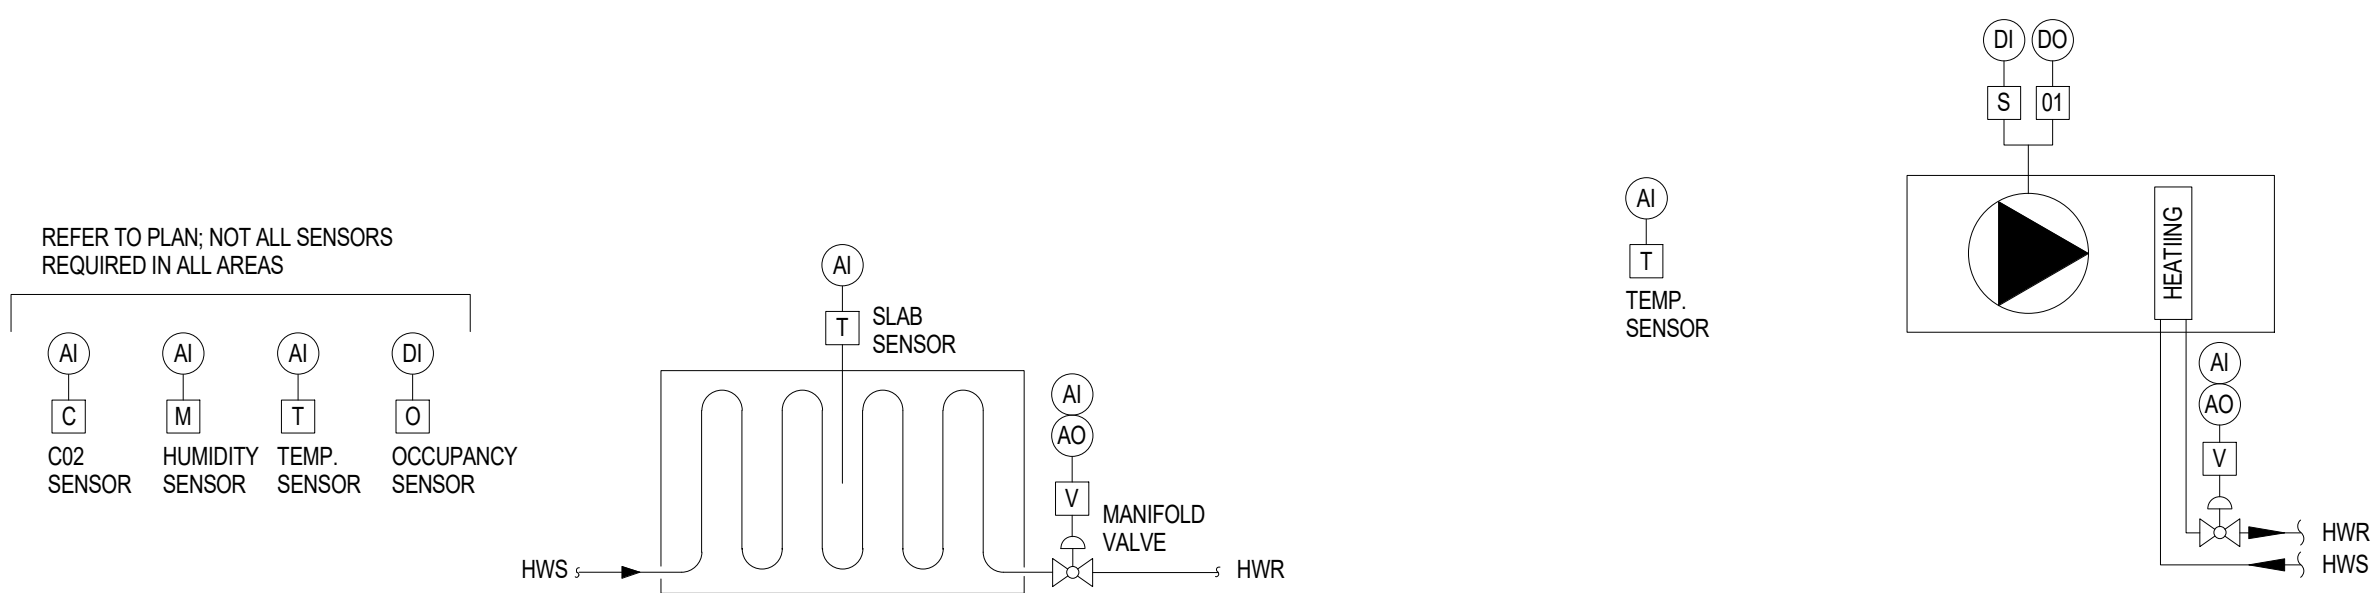 REFER TO PLAN; NOT ALL SENSORS
REQUIRED IN ALL AREAS
AI
C
C02
SENSOR
AI
M
HUMIDITY
SENSOR
AI
T
TEMP.
SENSOR
DI
O
OCCUPANCY
SENSOR
AI
T
SLAB
SENSOR
AI
AO
V
MANIFOLD
VALVE
HWS
HWR
AI
T
TEMP.
SENSOR
DI
DO
S
01
HEATIING
AI
AO
V
HWR
HWS